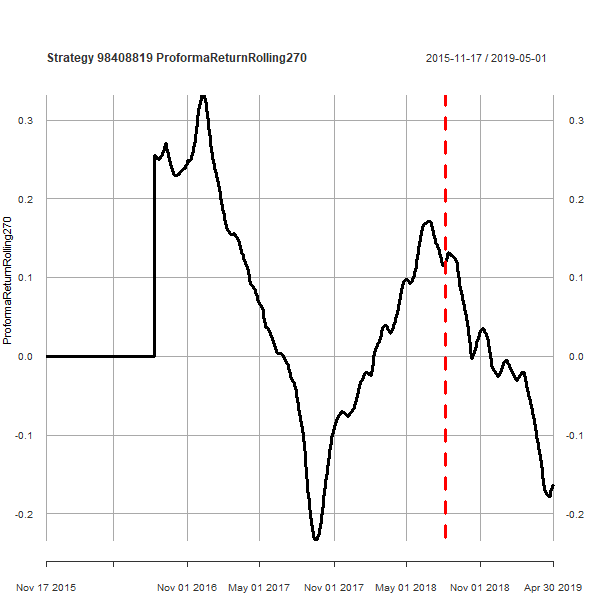 Strategy 98408819 ProformaReturnRolling270 2015-11-17 / 2019-05-01
ProformaReturnRolling270
0.3 0.3
0.2 0.2
0.1 0.1
0.0 0.0
-0.1 -0.1
-0.2 -0.2
Nov 17 2015 Nov 01 2016 May 01 2017 Nov 01 2017 May 01 2018 Nov 01 2018 Apr 30 2019